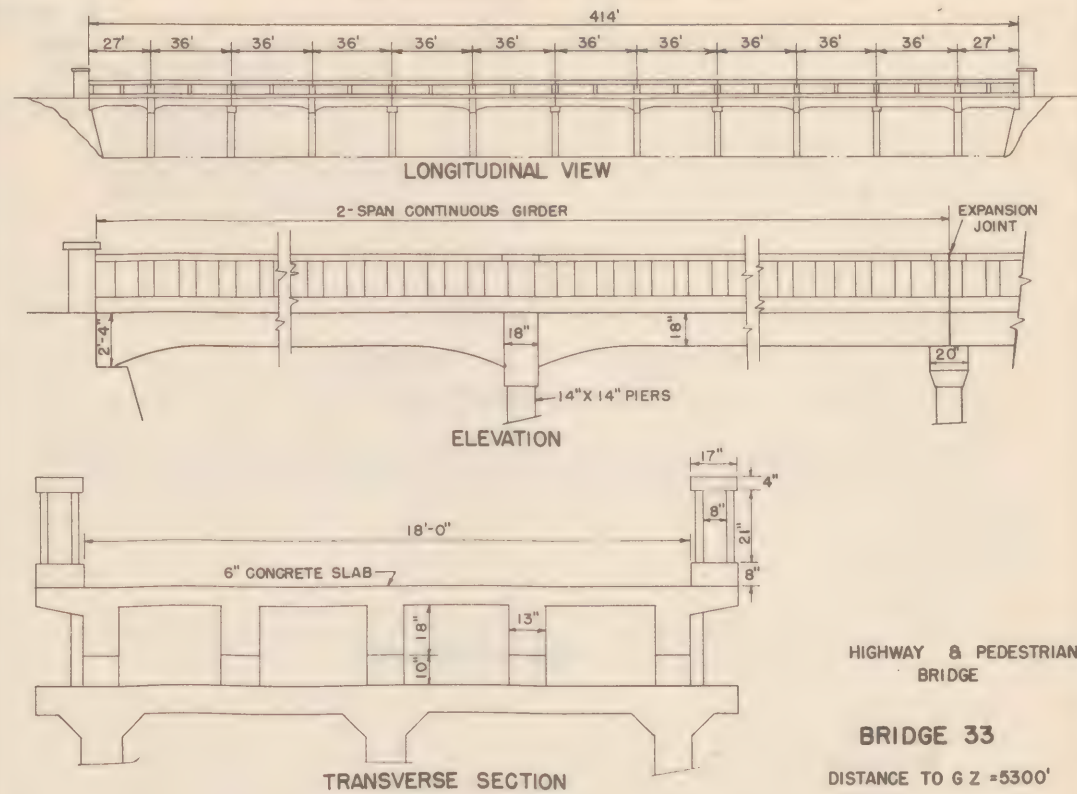 414'
27' 36' 36' 36' 36' 36' 36' 36' 36' 36' 36' 27'
LONGITUDINAL VIEW
2-SPAN CONTINUOUS GIRDER
EXPANSION
JOINT
2'-4"
18"
18"
20"
14" X 14" PIERS
ELEVATION
17"
4"
18'-0"
8"
21"
6" CONCRETE SLAB
8"
13"
18"
10"
HIGHWAY & PEDESTRIAN
BRIDGE
BRIDGE 33
TRANSVERSE SECTION
DISTANCE TO G Z = 5300'